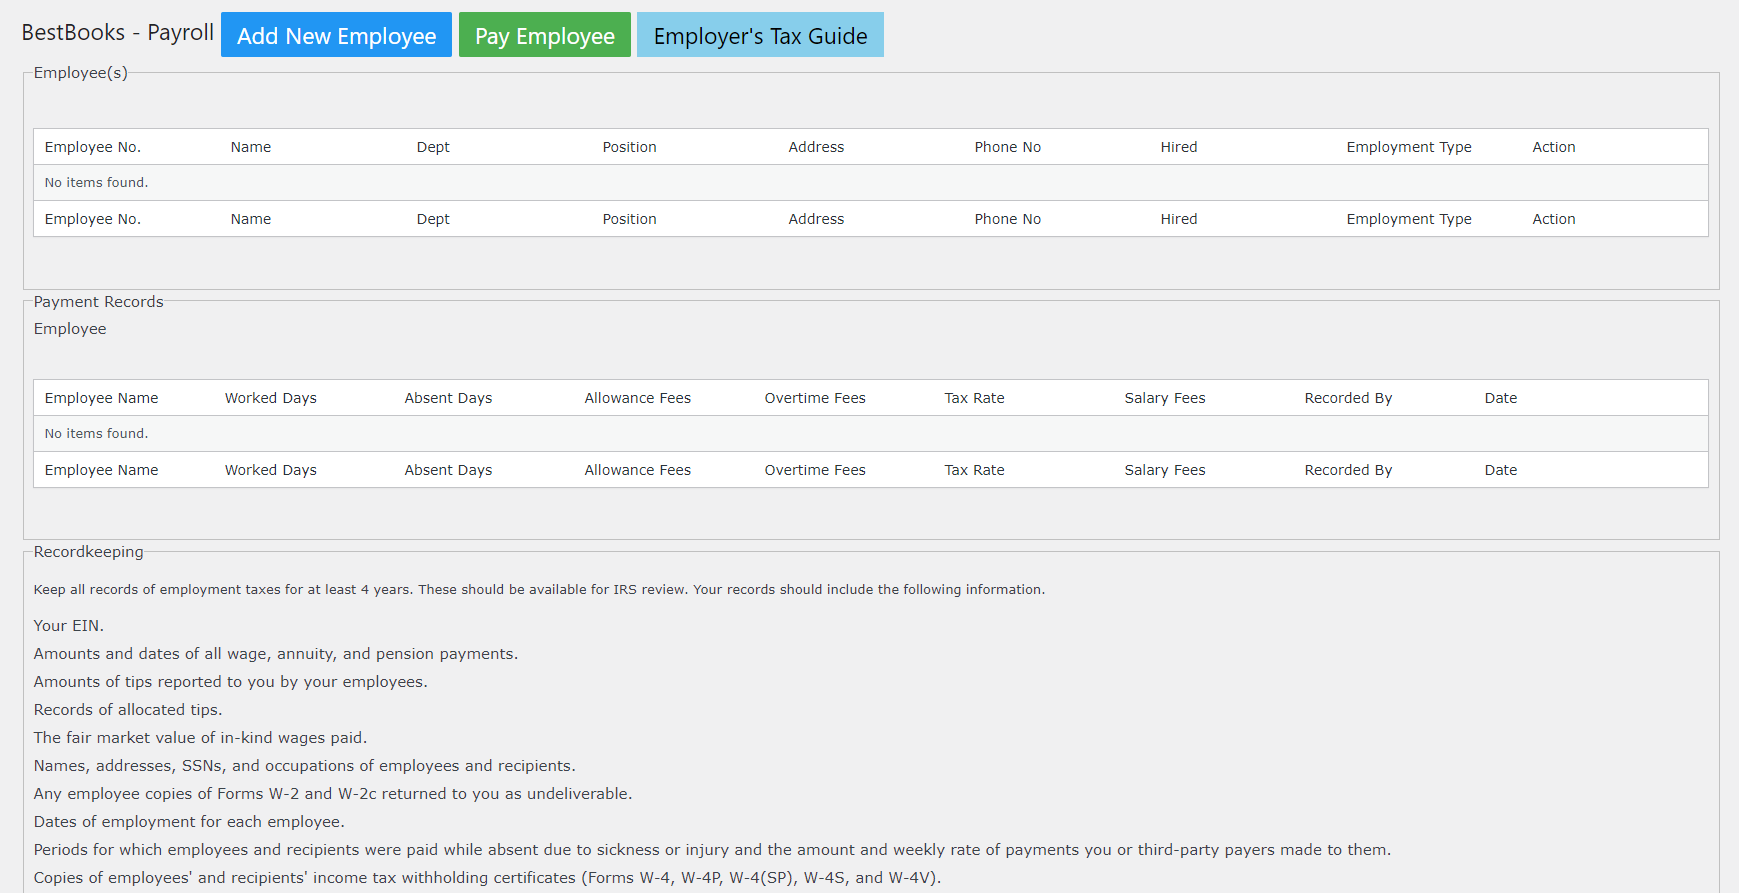 BestBooks - Payroll Add New Employee Pay Employee Employer's Tax Guide
Employee(s)
Employee No. Name Dept Position Address Phone No Hired Employment Type Action
No items found.
Employee No. Name Dept Position Address Phone No Hired Employment Type Action
Payment Records
Employee
Employee Name Worked Days Absent Days Allowance Fees Overtime Fees Tax Rate Salary Fees Recorded By Date
No items found.
Employee Name Worked Days Absent Days Allowance Fees Overtime Fees Tax Rate Salary Fees Recorded By Date
Recordkeeping
Keep all records of employment taxes for at least 4 years. These should be available for IRS review. Your records should include the following information.
Your EIN.
Amounts and dates of all wage, annuity, and pension payments.
Amounts of tips reported to you by your employees.
Records of allocated tips.
The fair market value of in-kind wages paid.
Names, addresses, SSNs, and occupations of employees and recipients.
Any employee copies of Forms W-2 and W-2c returned to you as undeliverable.
Dates of employment for each employee.
Periods for which employees and recipients were paid while absent due to sickness or injury and the amount and weekly rate of payments you or third-party payers made to them.
Copies of employees' and recipients' income tax withholding certificates (Forms W-4, W-4P, W-4(SP), W-4S, and W-4V).